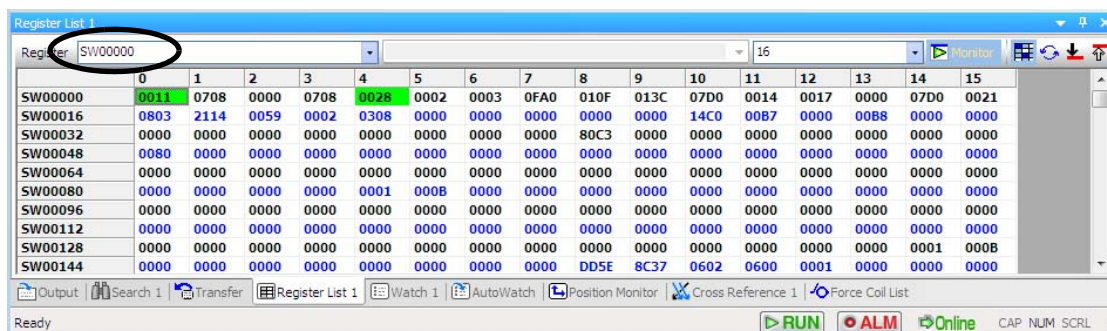 Register List 1
Register SW00000 16 Monitor
0 1 2 3 4 5 6 7 8 9 10 11 12 13 14 15
SW00000 0011 0708 0000 0708 0028 0002 0003 0FA0 010F 013C 07D0 0014 0017 0000 07D0 0021
SW00016 0803 2114 0059 0002 0308 0000 0000 0000 0000 0000 14C0 00B7 0000 00B8 0000 0000
SW00032 0000 0000 0000 0000 0000 0000 0000 0000 80C3 0000 0000 0000 0000 0000 0000 0000
SW00048 0080 0000 0000 0000 0000 0000 0000 0000 0000 0000 0000 0000 0000 0000 0000 0000
SW00064 0000 0000 0000 0000 0000 0000 0000 0000 0000 0000 0000 0000 0000 0000 0000 0000
SW00080 0000 0000 0000 0000 0001 000B 0000 0000 0000 0000 0000 0000 0000 0000 0000 0000
SW00096 0000 0000 0000 0000 0000 0000 0000 0000 0000 0000 0000 0000 0000 0000 0000 0000
SW00112 0000 0000 0000 0000 0000 0000 0000 0000 0000 0000 0000 0000 0000 0000 0000 0000
SW00128 0000 0000 0000 0000 0000 0000 0000 0000 0000 0000 0000 0000 0000 0000 0001 000B
SW00144 0000 0000 0000 0000 0000 0000 0000 0000 DD5E 8C37 0602 0600 0001 0000 0000 0000
Output Search 1 Transfer Register List 1 Watch 1 AutoWatch Position Monitor Cross Reference 1 Force Coil List
Ready RUN ALM Online CAP NUM SCRL